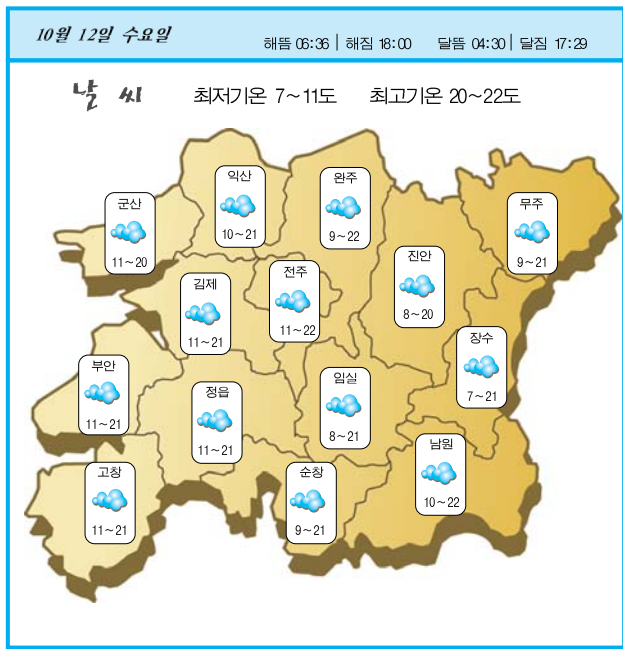 10월 12일 수요일
해뜸 06:36 | 해짐 18:00 달뜸 04:30 | 달짐 17:29
날 씨 최저기온 7~11도 최고기온 20~22도
익산
10~21
완주
9~22
군산
11~20
무주
9~21
진안
8~20
전주
11~22
김제
11~21
장수
7~21
부안
11~21
정읍
11~21
임실
8~21
남원
10~22
고창
11~21
순창
9~21